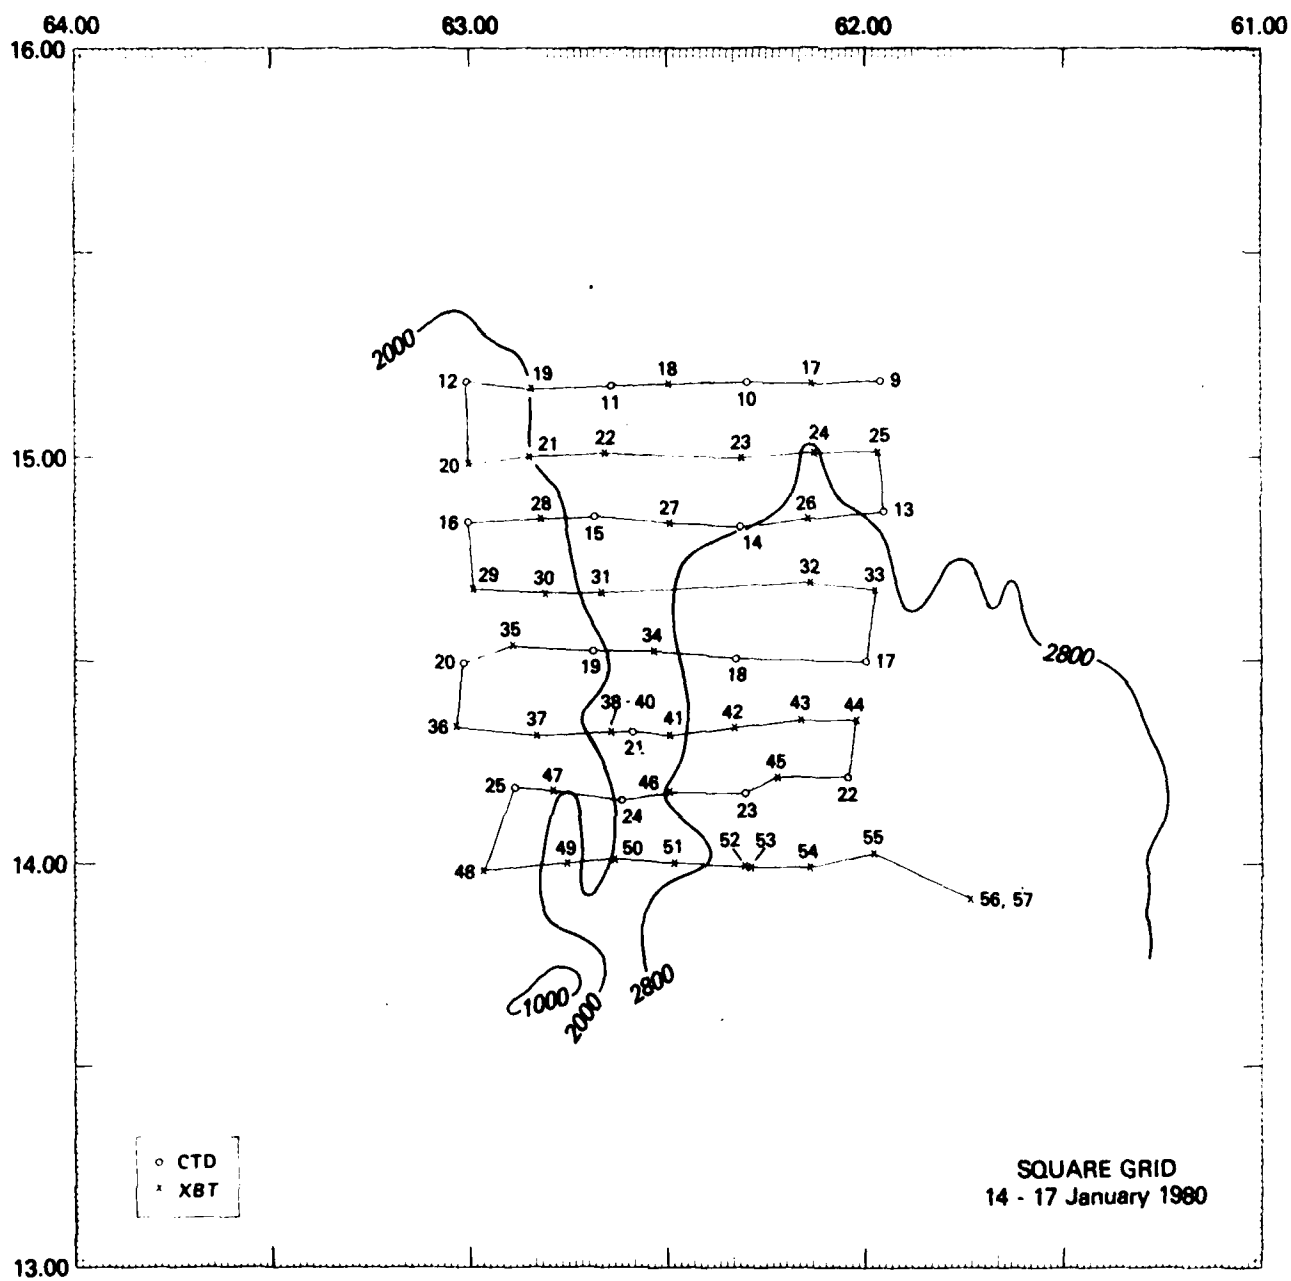 64.00 63.00 62.00 61.00
16.00
2000
12 19 11 18 10 17 9
15.00
20 21 22 23 24 25
16 28 15 27 14 26 13
29 30 31 32 33
20 35 19 34 18 17
2800
36 37 38 - 40 21 41 42 43 44
25 47 24 46 23 45 22
14.00
48 49 50 51 52 53 54 55
56, 57
1000
2000
2800
CTD
XBT
SQUARE GRID
14 - 17 January 1980
13.00